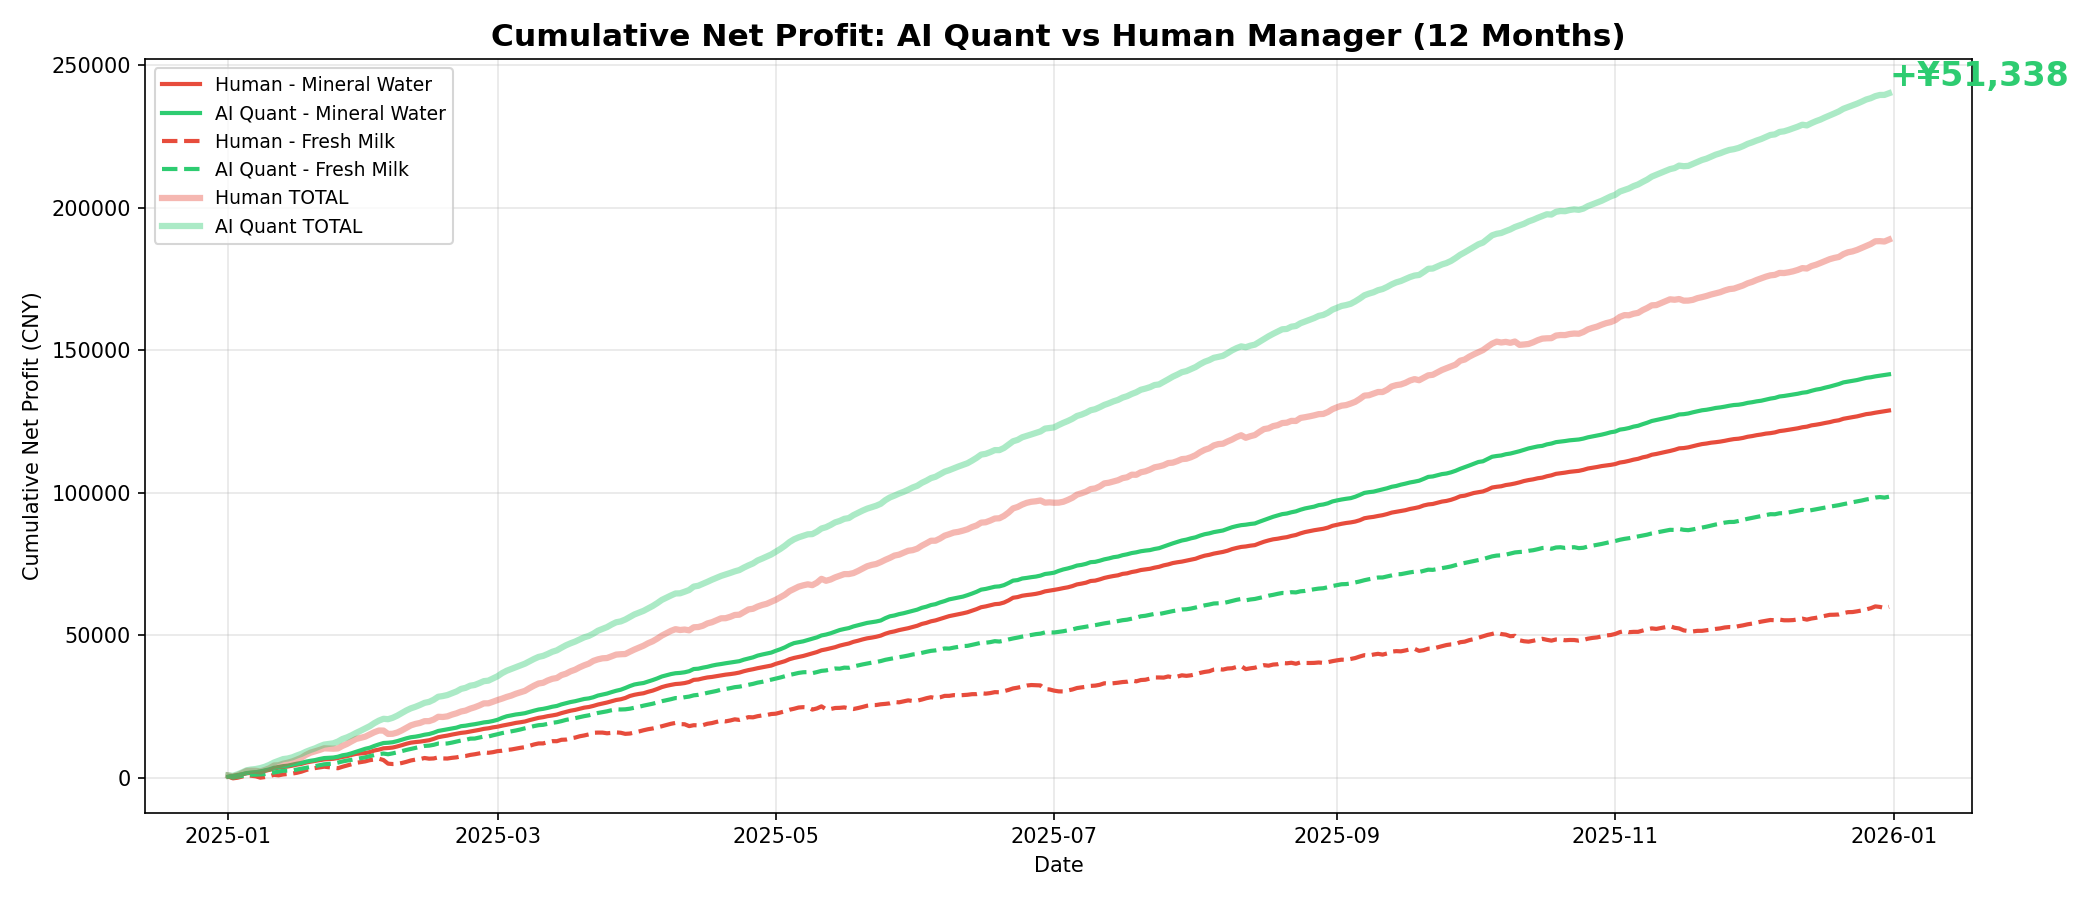 Cumulative Net Profit: AI Quant vs Human Manager (12 Months)
+¥51,338
Human - Mineral Water
AI Quant - Mineral Water
Human - Fresh Milk
AI Quant - Fresh Milk
Human TOTAL
AI Quant TOTAL
Cumulative Net Profit (CNY)
250000
200000
150000
100000
50000
0
2025-01 2025-03 2025-05 2025-07 2025-09 2025-11 2026-01
Date